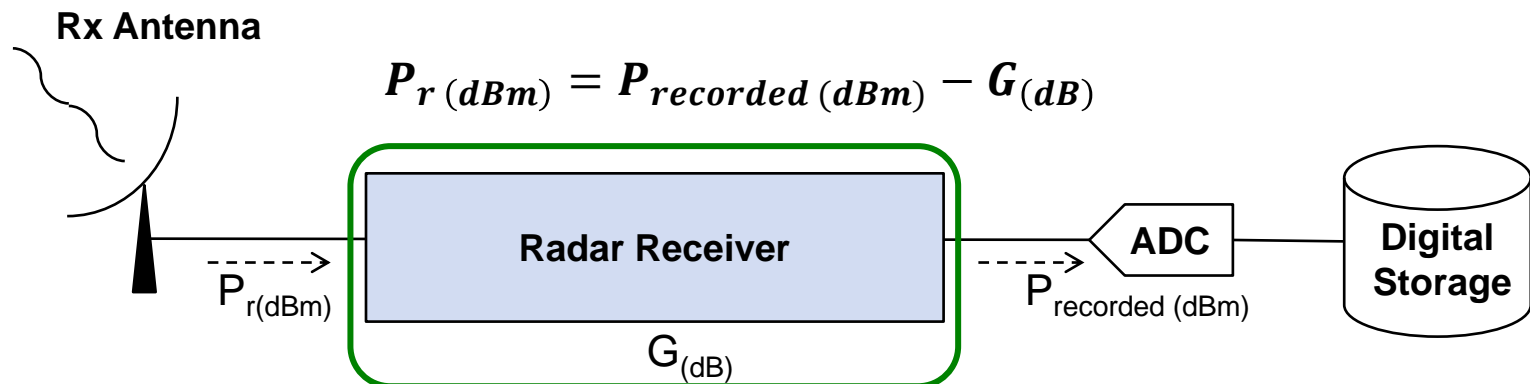 Rx Antenna
P_r (dBm) = P_recorded (dBm) − G_(dB)
Radar Receiver
ADC
Digital
Storage
P_r(dBm)
P_recorded (dBm)
G_(dB)